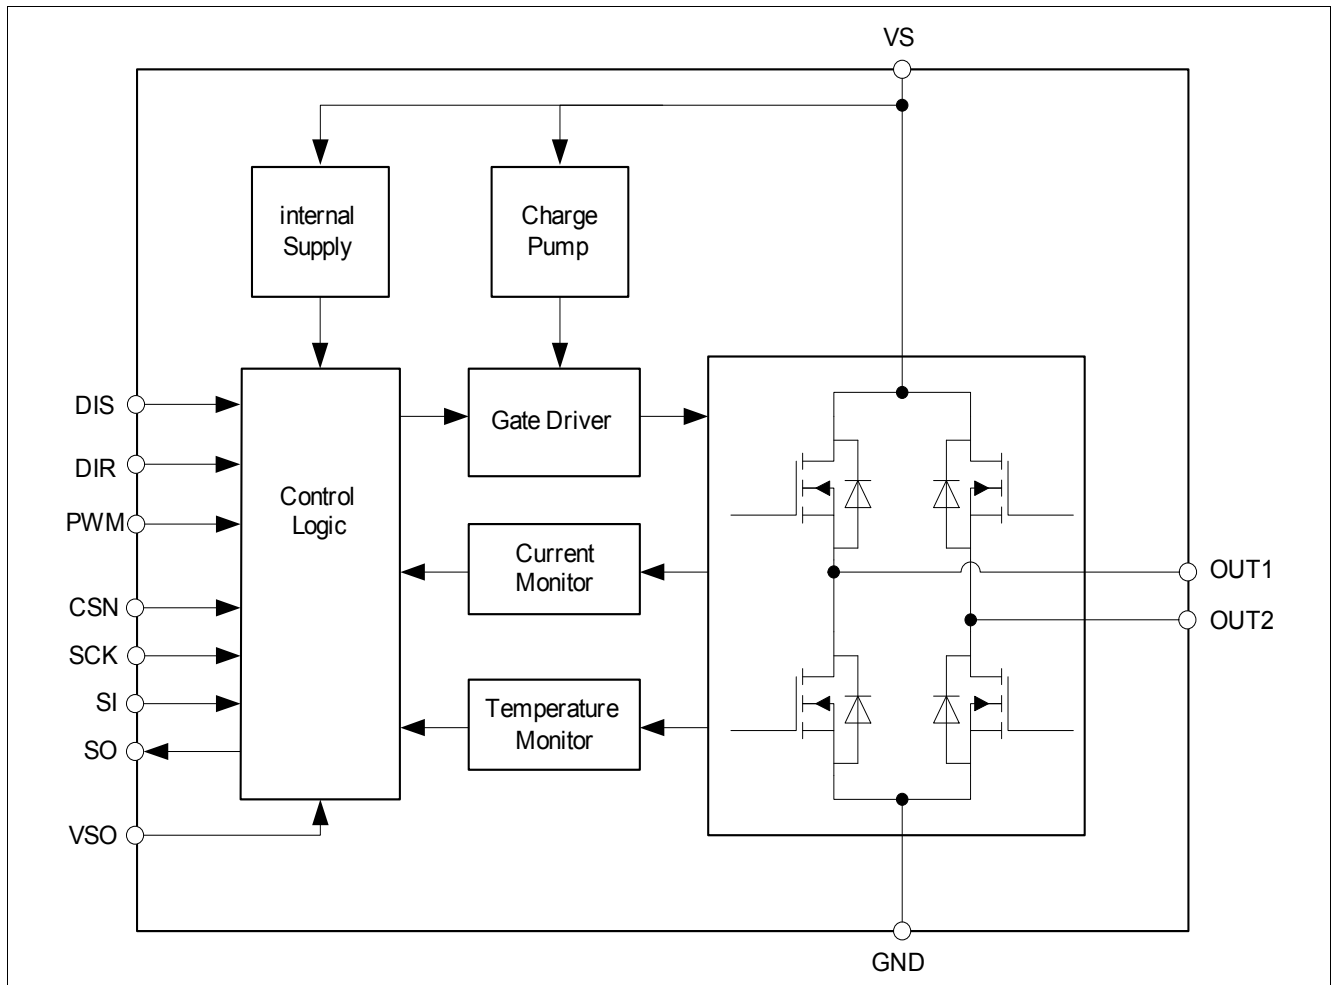 VS
internal
Supply
Charge
Pump
DIS
DIR
PWM
CSN
SCK
SI
SO
VSO
Control
Logic
Gate Driver
Current
Monitor
Temperature
Monitor
OUT1
OUT2
GND